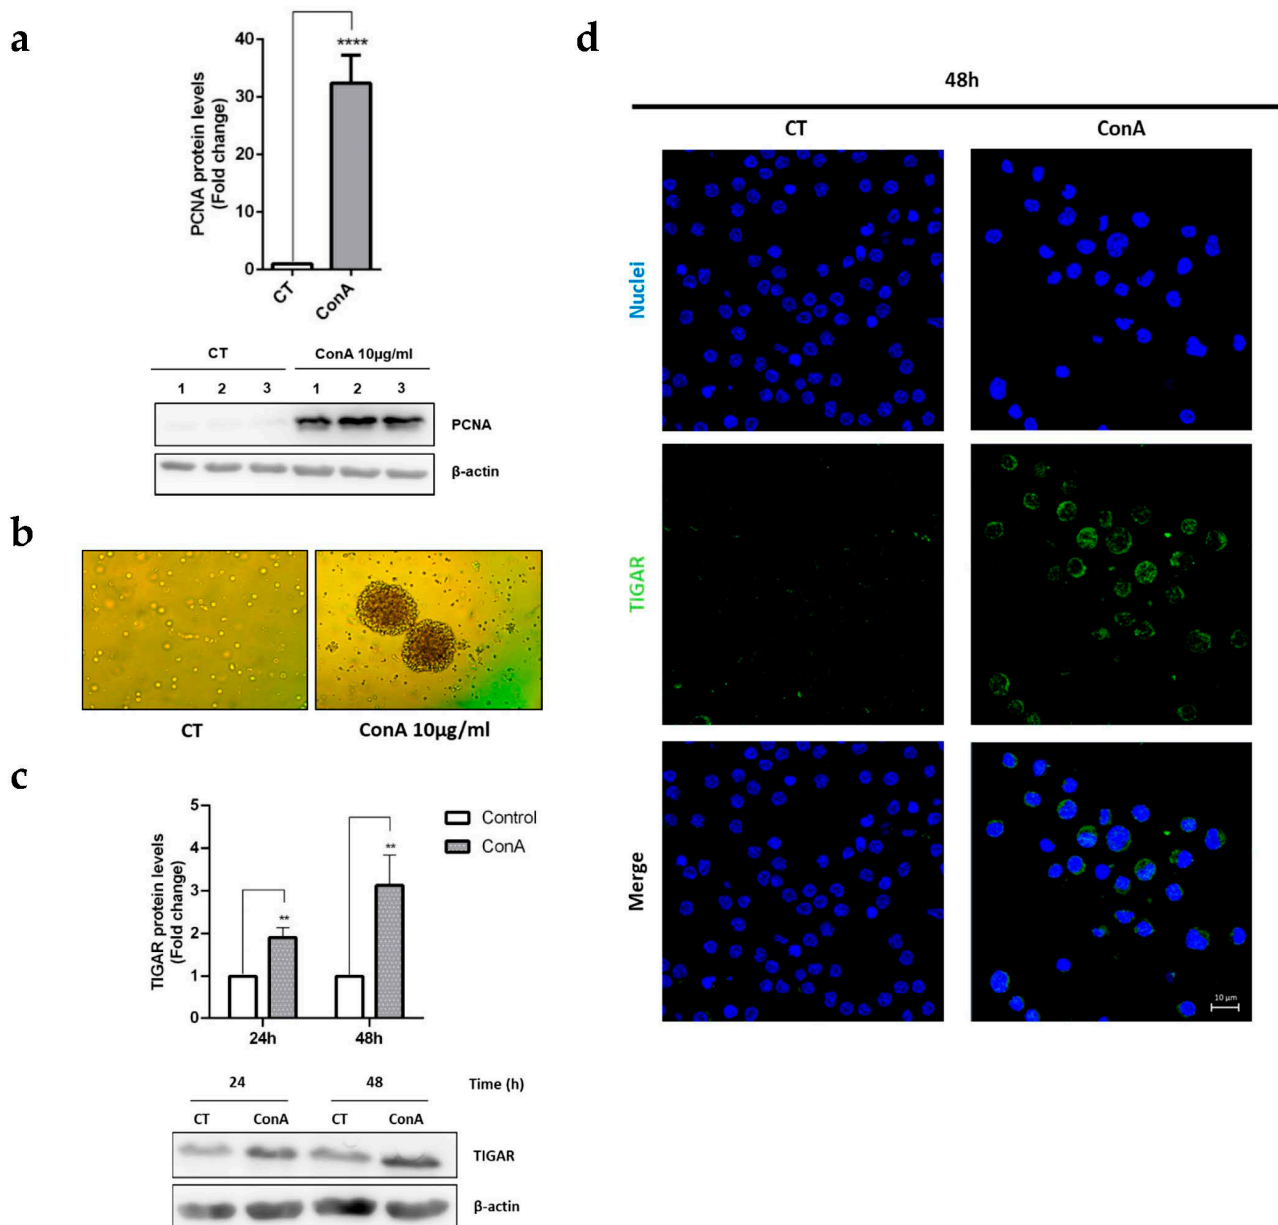 a
PCNA protein levels
(Fold change)
40
30
20
10
0
****
CT
ConA
CT
ConA 10µg/ml
1 2 3 1 2 3
PCNA
β-actin
b
CT
ConA 10µg/ml
c
TIGAR protein levels
(Fold change)
5
4
3
2
1
0
**
**
Control
ConA
24h
48h
24
48
Time (h)
CT
ConA
CT
ConA
TIGAR
β-actin
d
48h
CT
ConA
Nuclei
TIGAR
Merge
10 µm